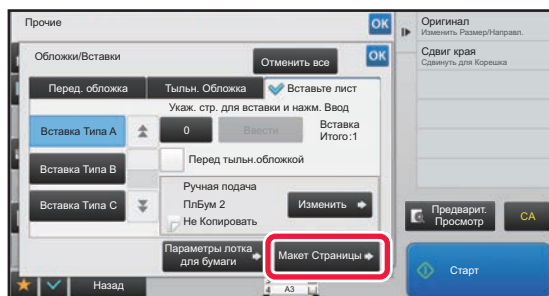 Прочие
OK
Обложки/Вставки
Отменить все
OK
Перед. обложка
Тыльн. Обложка
Вставьте лист
Укаж. стр. для вставки и нажм. Ввод
Вставка Типа A
0
Ввести
Вставка
Итого:1
Перед тыльн.обложкой
Вставка Типа B
Ручная подача
Вставка Типа C
ПлБум 2
Изменить
Не Копировать
Параметры лотка
для бумаги
Макет Страницы
Назад
4
A3
Оригинал
Изменить Размер/Направл.
Сдвиг края
Сдвинуть для Корешка
Предварит.
Просмотр
CA
Старт